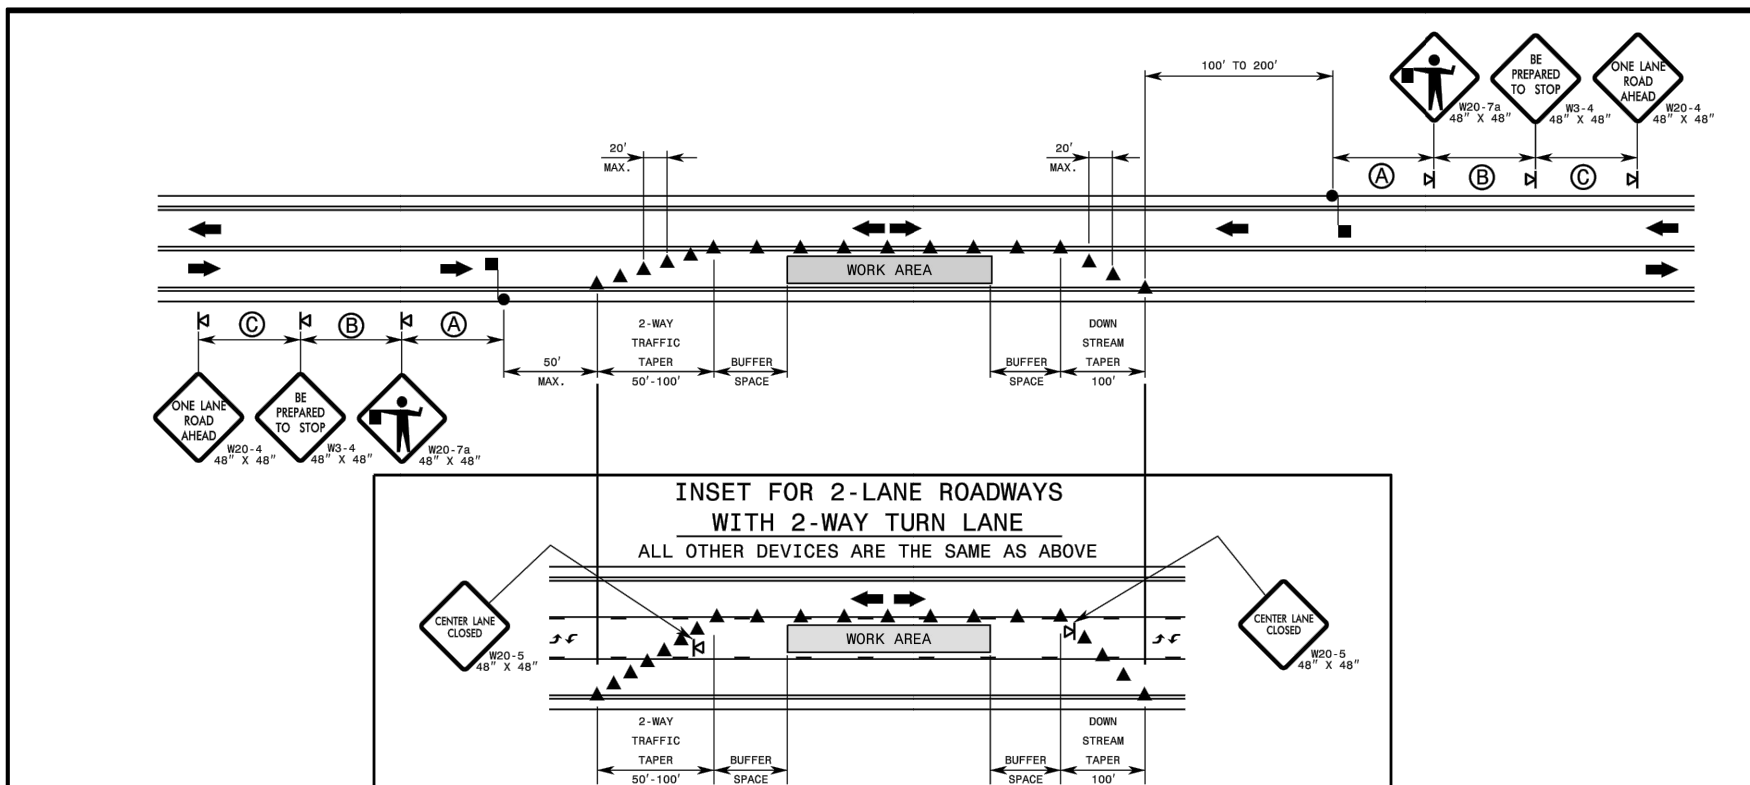 100' TO 200'
BE
PREPARED
TO STOP
ONE LANE
ROAD
AHEAD
W20-7a
48" X 48"
W3-4
48" X 48"
W20-4
48" X 48"
20'
MAX.
20'
MAX.
A
B
C
WORK AREA
C
B
A
50'
MAX.
2-WAY
TRAFFIC
TAPER
50'-100'
BUFFER
SPACE
BUFFER
SPACE
DOWN
STREAM
TAPER
100'
ONE LANE
ROAD
AHEAD
W20-4
48" X 48"
BE
PREPARED
TO STOP
W3-4
48" X 48"
W20-7a
48" X 48"
INSET FOR 2-LANE ROADWAYS
WITH 2-WAY TURN LANE
ALL OTHER DEVICES ARE THE SAME AS ABOVE
CENTER LANE
CLOSED
W20-5
48" X 48"
WORK AREA
CENTER LANE
CLOSED
W20-5
48" X 48"
2-WAY
TRAFFIC
TAPER
50'-100'
BUFFER
SPACE
BUFFER
SPACE
DOWN
STREAM
TAPER
100'